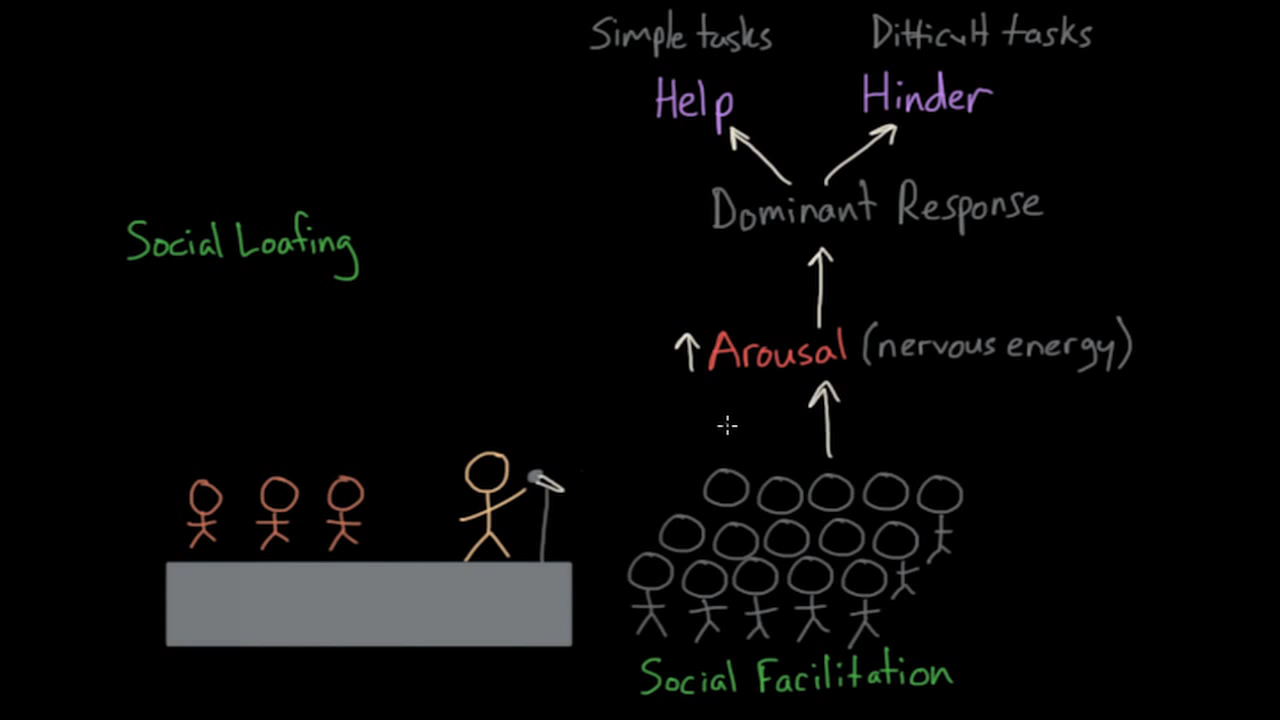 Simple tasks
Difficult tasks
Help
Hinder
Dominant Response
Social Loafing
↑ Arousal (nervous energy)
Social Facilitation